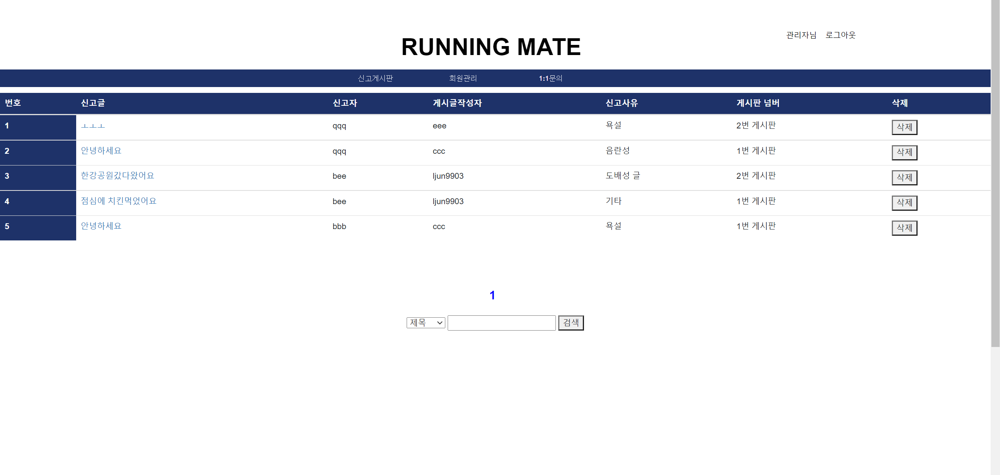 관리자님 로그아웃
RUNNING MATE
신고게시판 회원관리 1:1문의
번호 신고글 신고자 게시글작성자 신고사유 게시판 넘버 삭제
1 ㅗㅗㅗ qqq eee 욕설 2번 게시판 삭제
2 안녕하세요 qqq ccc 음란성 1번 게시판 삭제
3 한강공원갔다왔어요 bee ljun9903 도배성 글 2번 게시판 삭제
4 점심에 치킨먹었어요 bee ljun9903 기타 1번 게시판 삭제
5 안녕하세요 bbb ccc 욕설 1번 게시판 삭제
1
제목 검색